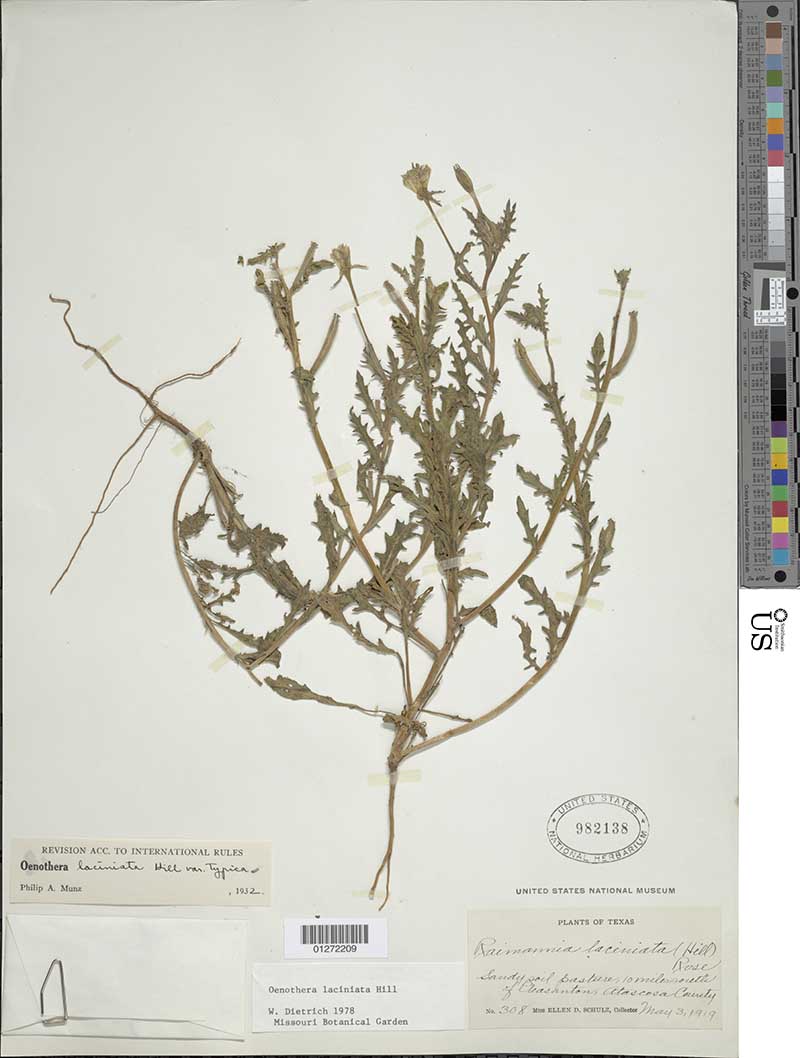 Golden Thread
US
Smithsonian
Institution
UNITED STATES
982138
NATIONAL HERBARIUM
REVISION ACC. TO INTERNATIONAL RULES
Oenothera laciniata Hill var. typica
Philip A. Munz , 1932.
UNITED STATES NATIONAL MUSEUM
PLANTS OF TEXAS
Raimannia laciniata (Hill)
Rose
Sandy soil pasture, 10 miles south
of Pleasanton, Atascosa County
No. 308 Miss ELLEN D. SCHULZ, Collector May 3, 1919
01272209
Oenothera laciniata Hill
W. Dietrich 1978
Missouri Botanical Garden